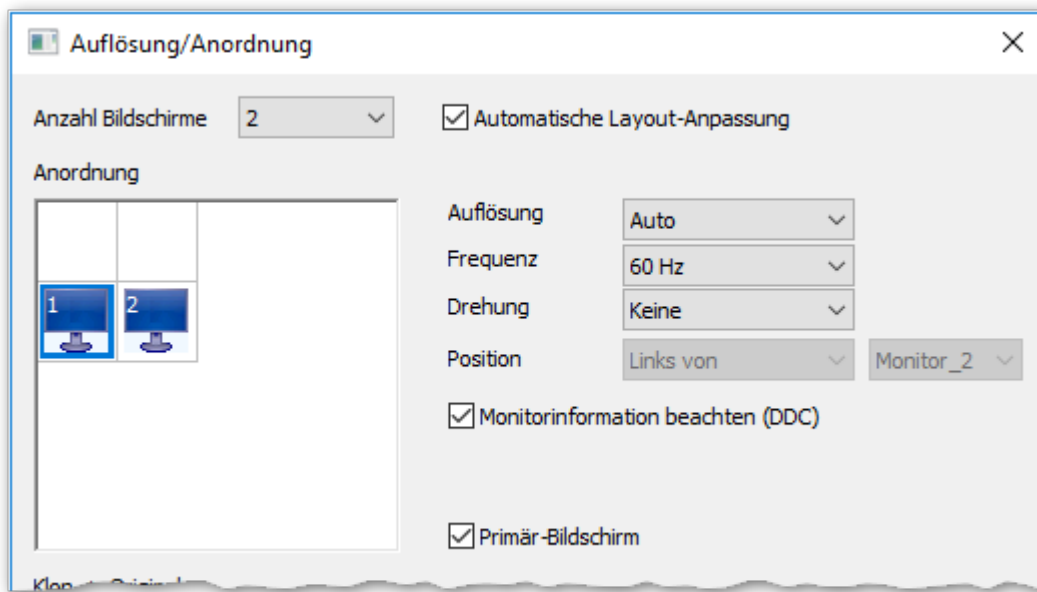 Auflösung/Anordnung
Anzahl Bildschirme 2
Automatische Layout-Anpassung
Anordnung
1 2
Auflösung Auto
Frequenz 60 Hz
Drehung Keine
Position Links von Monitor_2
Monitorinformation beachten (DDC)
Primär-Bildschirm